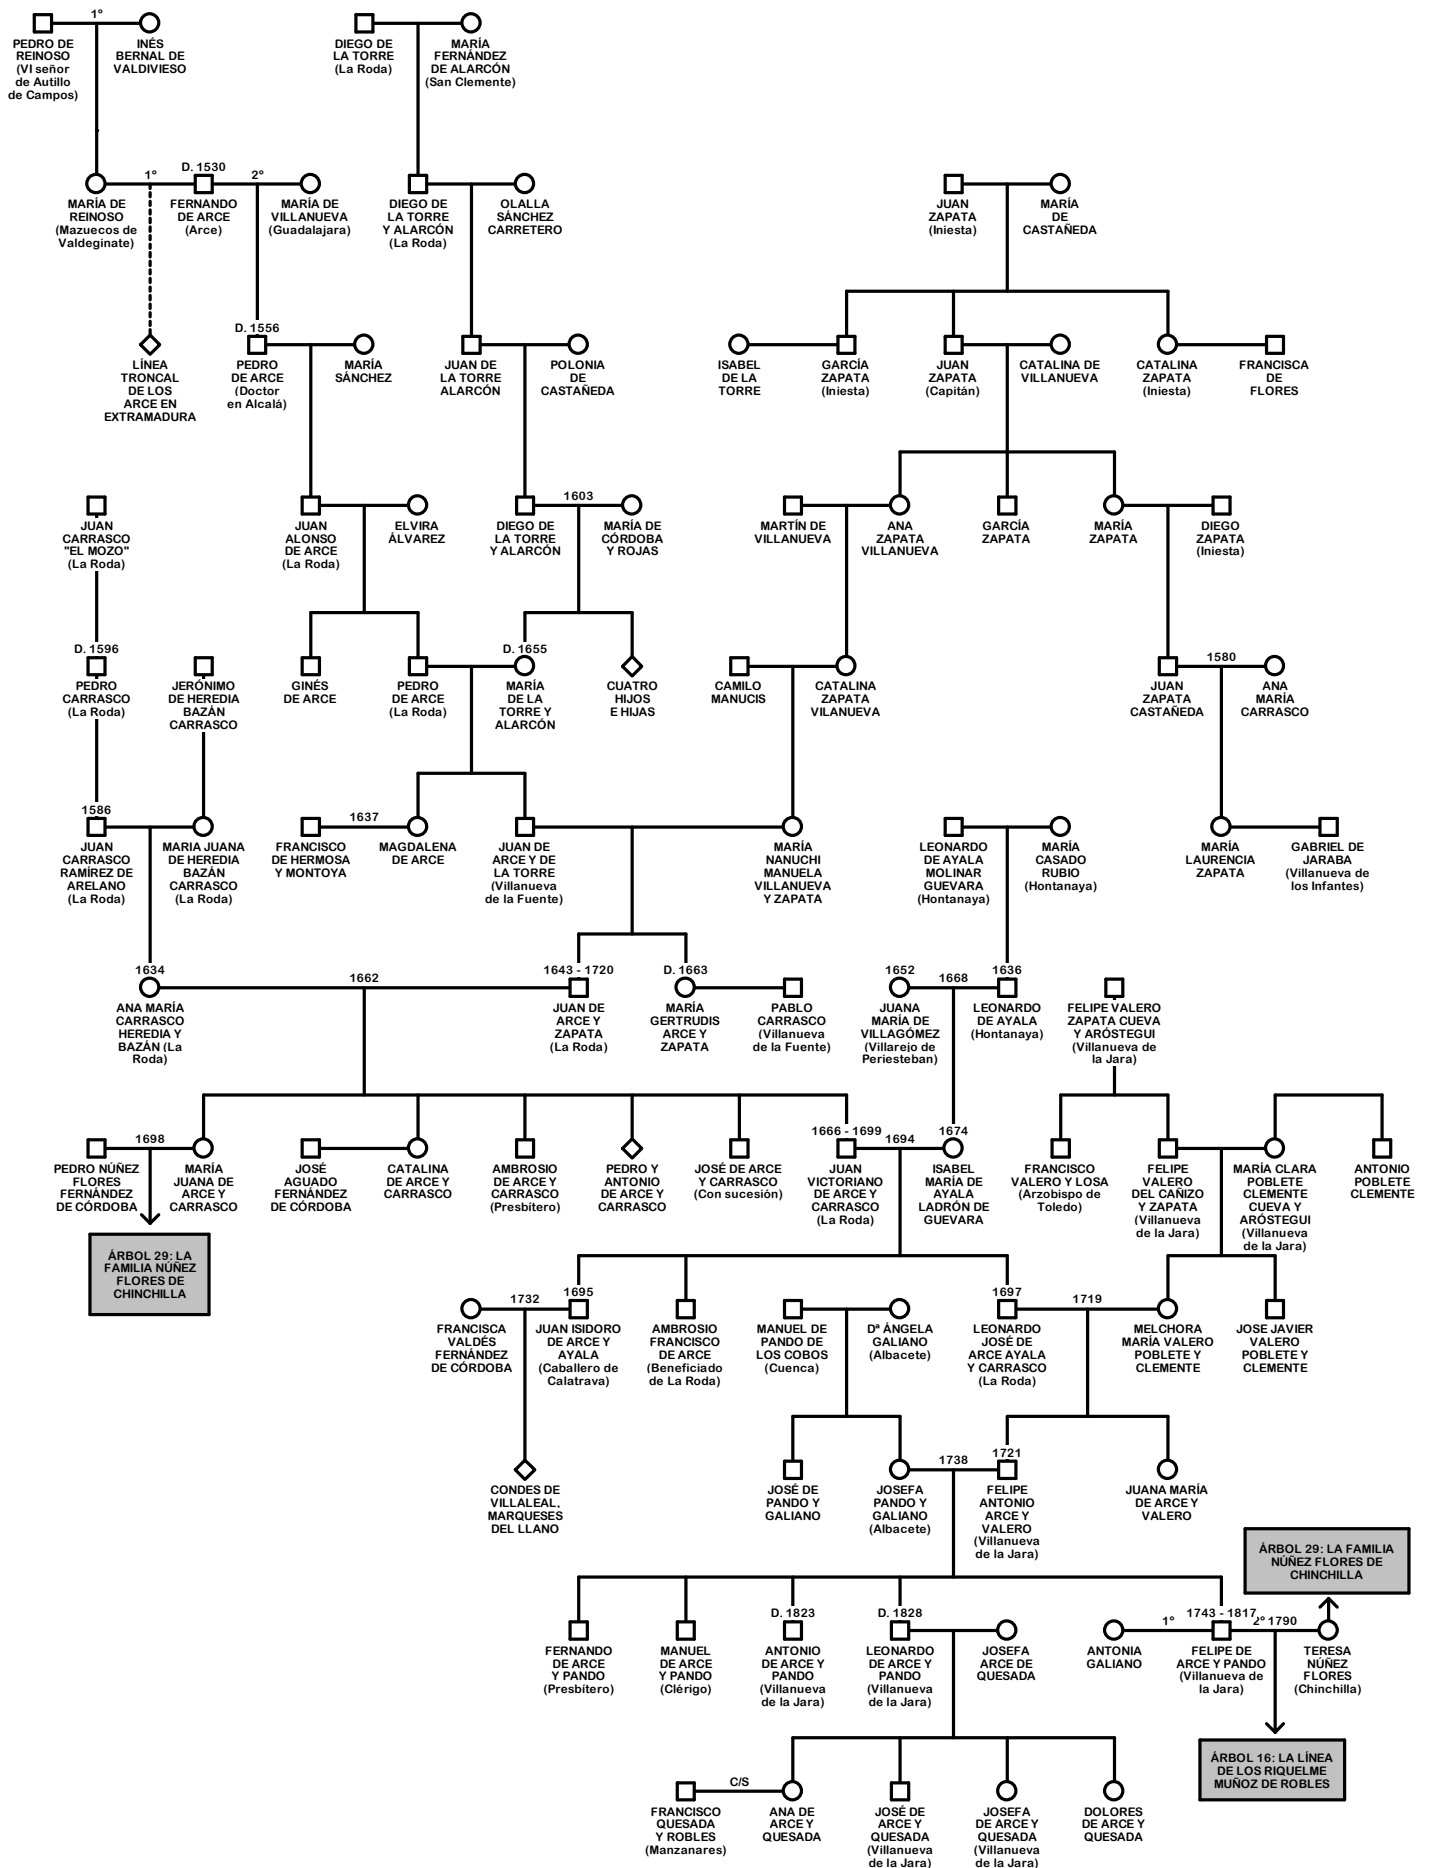 1º
PEDRO DE
REINOSO
(VI señor
de Autillo
de Campos)
INÉS
BERNAL DE
VALDIVIESO
DIEGO DE
LA TORRE
(La Roda)
MARÍA
FERNÁNDEZ
DE ALARCÓN
(San Clemente)
1º
D. 1530
2º
MARÍA DE
REINOSO
(Mazuecos de
Valdeginate)
FERNANDO
DE ARCE
(Arce)
MARÍA DE
VILLANUEVA
(Guadalajara)
DIEGO DE
LA TORRE
Y ALARCÓN
(La Roda)
OLALLA
SÁNCHEZ
CARRETERO
JUAN
ZAPATA
(Iniesta)
MARÍA
DE
CASTAÑEDA
D. 1556
LÍNEA
TRONCAL
DE LOS
ARCE EN
EXTRAMADURA
PEDRO
DE ARCE
(Doctor
en Alcalá)
MARÍA
SÁNCHEZ
JUAN DE
LA TORRE
ALARCÓN
POLONIA
DE
CASTAÑEDA
ISABEL
DE LA
TORRE
GARCÍA
ZAPATA
(Iniesta)
JUAN
ZAPATA
(Capitán)
CATALINA DE
VILLANUEVA
CATALINA
ZAPATA
(Iniesta)
FRANCISCA
DE
FLORES
1603
JUAN
CARRASCO
"EL MOZO"
(La Roda)
JUAN
ALONSO
DE ARCE
(La Roda)
ELVIRA
ÁLVAREZ
DIEGO DE
LA TORRE
Y ALARCÓN
MARÍA DE
CÓRDOBA
Y ROJAS
MARTÍN DE
VILLANUEVA
ANA
ZAPATA
VILLANUEVA
GARCÍA
ZAPATA
MARÍA
ZAPATA
DIEGO
ZAPATA
(Iniesta)
D. 1596
D. 1655
1580
PEDRO
CARRASCO
(La Roda)
JERÓNIMO
DE HEREDIA
BAZÁN
CARRASCO
GINÉS
DE ARCE
PEDRO
DE ARCE
(La Roda)
MARÍA
DE LA
TORRE Y
ALARCÓN
CUATRO
HIJOS
E HIJAS
CAMILO
MANUCIS
CATALINA
ZAPATA
VILANUEVA
JUAN
ZAPATA
CASTAÑEDA
ANA
MARÍA
CARRASCO
1586
1637
JUAN
CARRASCO
RAMÍREZ DE
ARELANO
(La Roda)
MARIA JUANA
DE HEREDIA
BAZÁN
CARRASCO
(La Roda)
FRANCISCO
DE HERMOSA
Y MONTOYA
MAGDALENA
DE ARCE
JUAN DE
ARCE Y DE
LA TORRE
(Villanueva
de la Fuente)
MARÍA
NANUCHI
MANUELA
VILLANUEVA
Y ZAPATA
LEONARDO
DE AYALA
MOLINAR
GUEVARA
(Hontanaya)
MARÍA
CASADO
RUBIO
(Hontanaya)
MARÍA
LAURENCIA
ZAPATA
GABRIEL DE
JARABA
(Villanueva de
los Infantes)
1634
1662
1643 - 1720
D. 1663
1652
1668
1636
ANA MARÍA
CARRASCO
HEREDIA Y
BAZÁN (La
Roda)
JUAN DE
ARCE Y
ZAPATA
(La Roda)
MARÍA
GERTRUDIS
ARCE Y
ZAPATA
PABLO
CARRASCO
(Villanueva
de la Fuente)
JUANA
MARÍA DE
VILLAGÓMEZ
(Villarejo de
Periesteban)
LEONARDO
DE AYALA
(Hontanaya)
FELIPE VALERO
ZAPATA CUEVA
Y ARÓSTEGUI
(Villanueva de
la Jara)
1698
1666 - 1699
1694
1674
PEDRO NÚÑEZ
FLORES
FERNÁNDEZ
DE CÓRDOBA
MARÍA
JUANA DE
ARCE Y
CARRASCO
JOSÉ
AGUADO
FERNÁNDEZ
DE CÓRDOBA
CATALINA
DE ARCE Y
CARRASCO
AMBROSIO
DE ARCE Y
CARRASCO
(Presbítero)
PEDRO Y
ANTONIO
DE ARCE Y
CARRASCO
JOSÉ DE ARCE
Y CARRASCO
(Con sucesión)
JUAN
VICTORIANO
DE ARCE Y
CARRASCO
(La Roda)
ISABEL
MARÍA DE
AYALA
LADRÓN DE
GUEVARA
FRANCISCO
VALERO Y LOSA
(Arzobispo de
Toledo)
FELIPE
VALERO
DEL CAÑIZO
Y ZAPATA
(Villanueva
de la Jara)
MARÍA CLARA
POBLETE
CLEMENTE
CUEVA Y
ARÓSTEGUI
(Villanueva
de la Jara)
ANTONIO
POBLETE
CLEMENTE
ÁRBOL 29: LA
FAMILIA NÚÑEZ
FLORES DE
CHINCHILLA
1732
1695
1697
1719
FRANCISCA
VALDÉS
FERNÁNDEZ
DE CÓRDOBA
JUAN ISIDORO
DE ARCE Y
AYALA
(Caballero de
Calatrava)
AMBROSIO
FRANCISCO
DE ARCE
(Beneficiado
de La Roda)
MANUEL DE
PANDO DE
LOS COBOS
(Cuenca)
Dª ÁNGELA
GALIANO
(Albacete)
LEONARDO
JOSÉ DE
ARCE AYALA
Y CARRASCO
(La Roda)
MELCHORA
MARÍA VALERO
POBLETE Y
CLEMENTE
JOSE JAVIER
VALERO
POBLETE Y
CLEMENTE
1738
1721
CONDES DE
VILLALEAL,
MARQUESES
DEL LLANO
JOSÉ DE
PANDO Y
GALIANO
JOSEFA
PANDO Y
GALIANO
(Albacete)
FELIPE
ANTONIO
ARCE Y
VALERO
(Villanueva
de la Jara)
JUANA MARÍA
DE ARCE Y
VALERO
ÁRBOL 29: LA FAMILIA
NÚÑEZ FLORES DE
CHINCHILLA
D. 1823
D. 1828
1º
1743 - 1817
2º 1790
FERNANDO
DE ARCE
Y PANDO
(Presbítero)
MANUEL
DE ARCE
Y PANDO
(Clérigo)
ANTONIO
DE ARCE Y
PANDO
(Villanueva
de la Jara)
LEONARDO
DE ARCE Y
PANDO
(Villanueva
de la Jara)
JOSEFA
ARCE DE
QUESADA
ANTONIA
GALIANO
FELIPE DE
ARCE Y PANDO
(Villanueva de
la Jara)
TERESA
NÚÑEZ
FLORES
(Chinchilla)
ÁRBOL 16: LA LÍNEA
DE LOS RIQUELME
MUÑOZ DE ROBLES
C/S
FRANCISCO
QUESADA
Y ROBLES
(Manzanares)
ANA DE
ARCE Y
QUESADA
JOSÉ DE
ARCE Y
QUESADA
(Villanueva
de la Jara)
JOSEFA
DE ARCE Y
QUESADA
(Villanueva
de la Jara)
DOLORES
DE ARCE Y
QUESADA